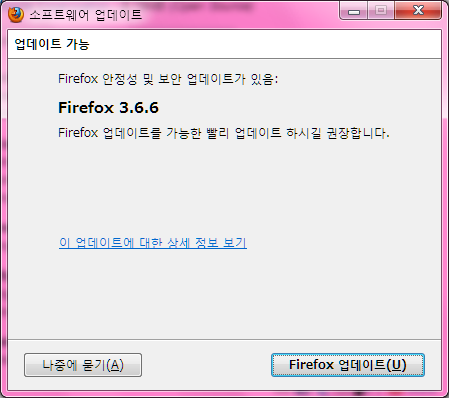 소프트웨어 업데이트
업데이트 가능
Firefox 안정성 및 보안 업데이트가 있음:
Firefox 3.6.6
Firefox 업데이트를 가능한 빨리 업데이트 하시길 권장합니다.
이 업데이트에 대한 상세 정보 보기
나중에 묻기(A)
Firefox 업데이트(U)